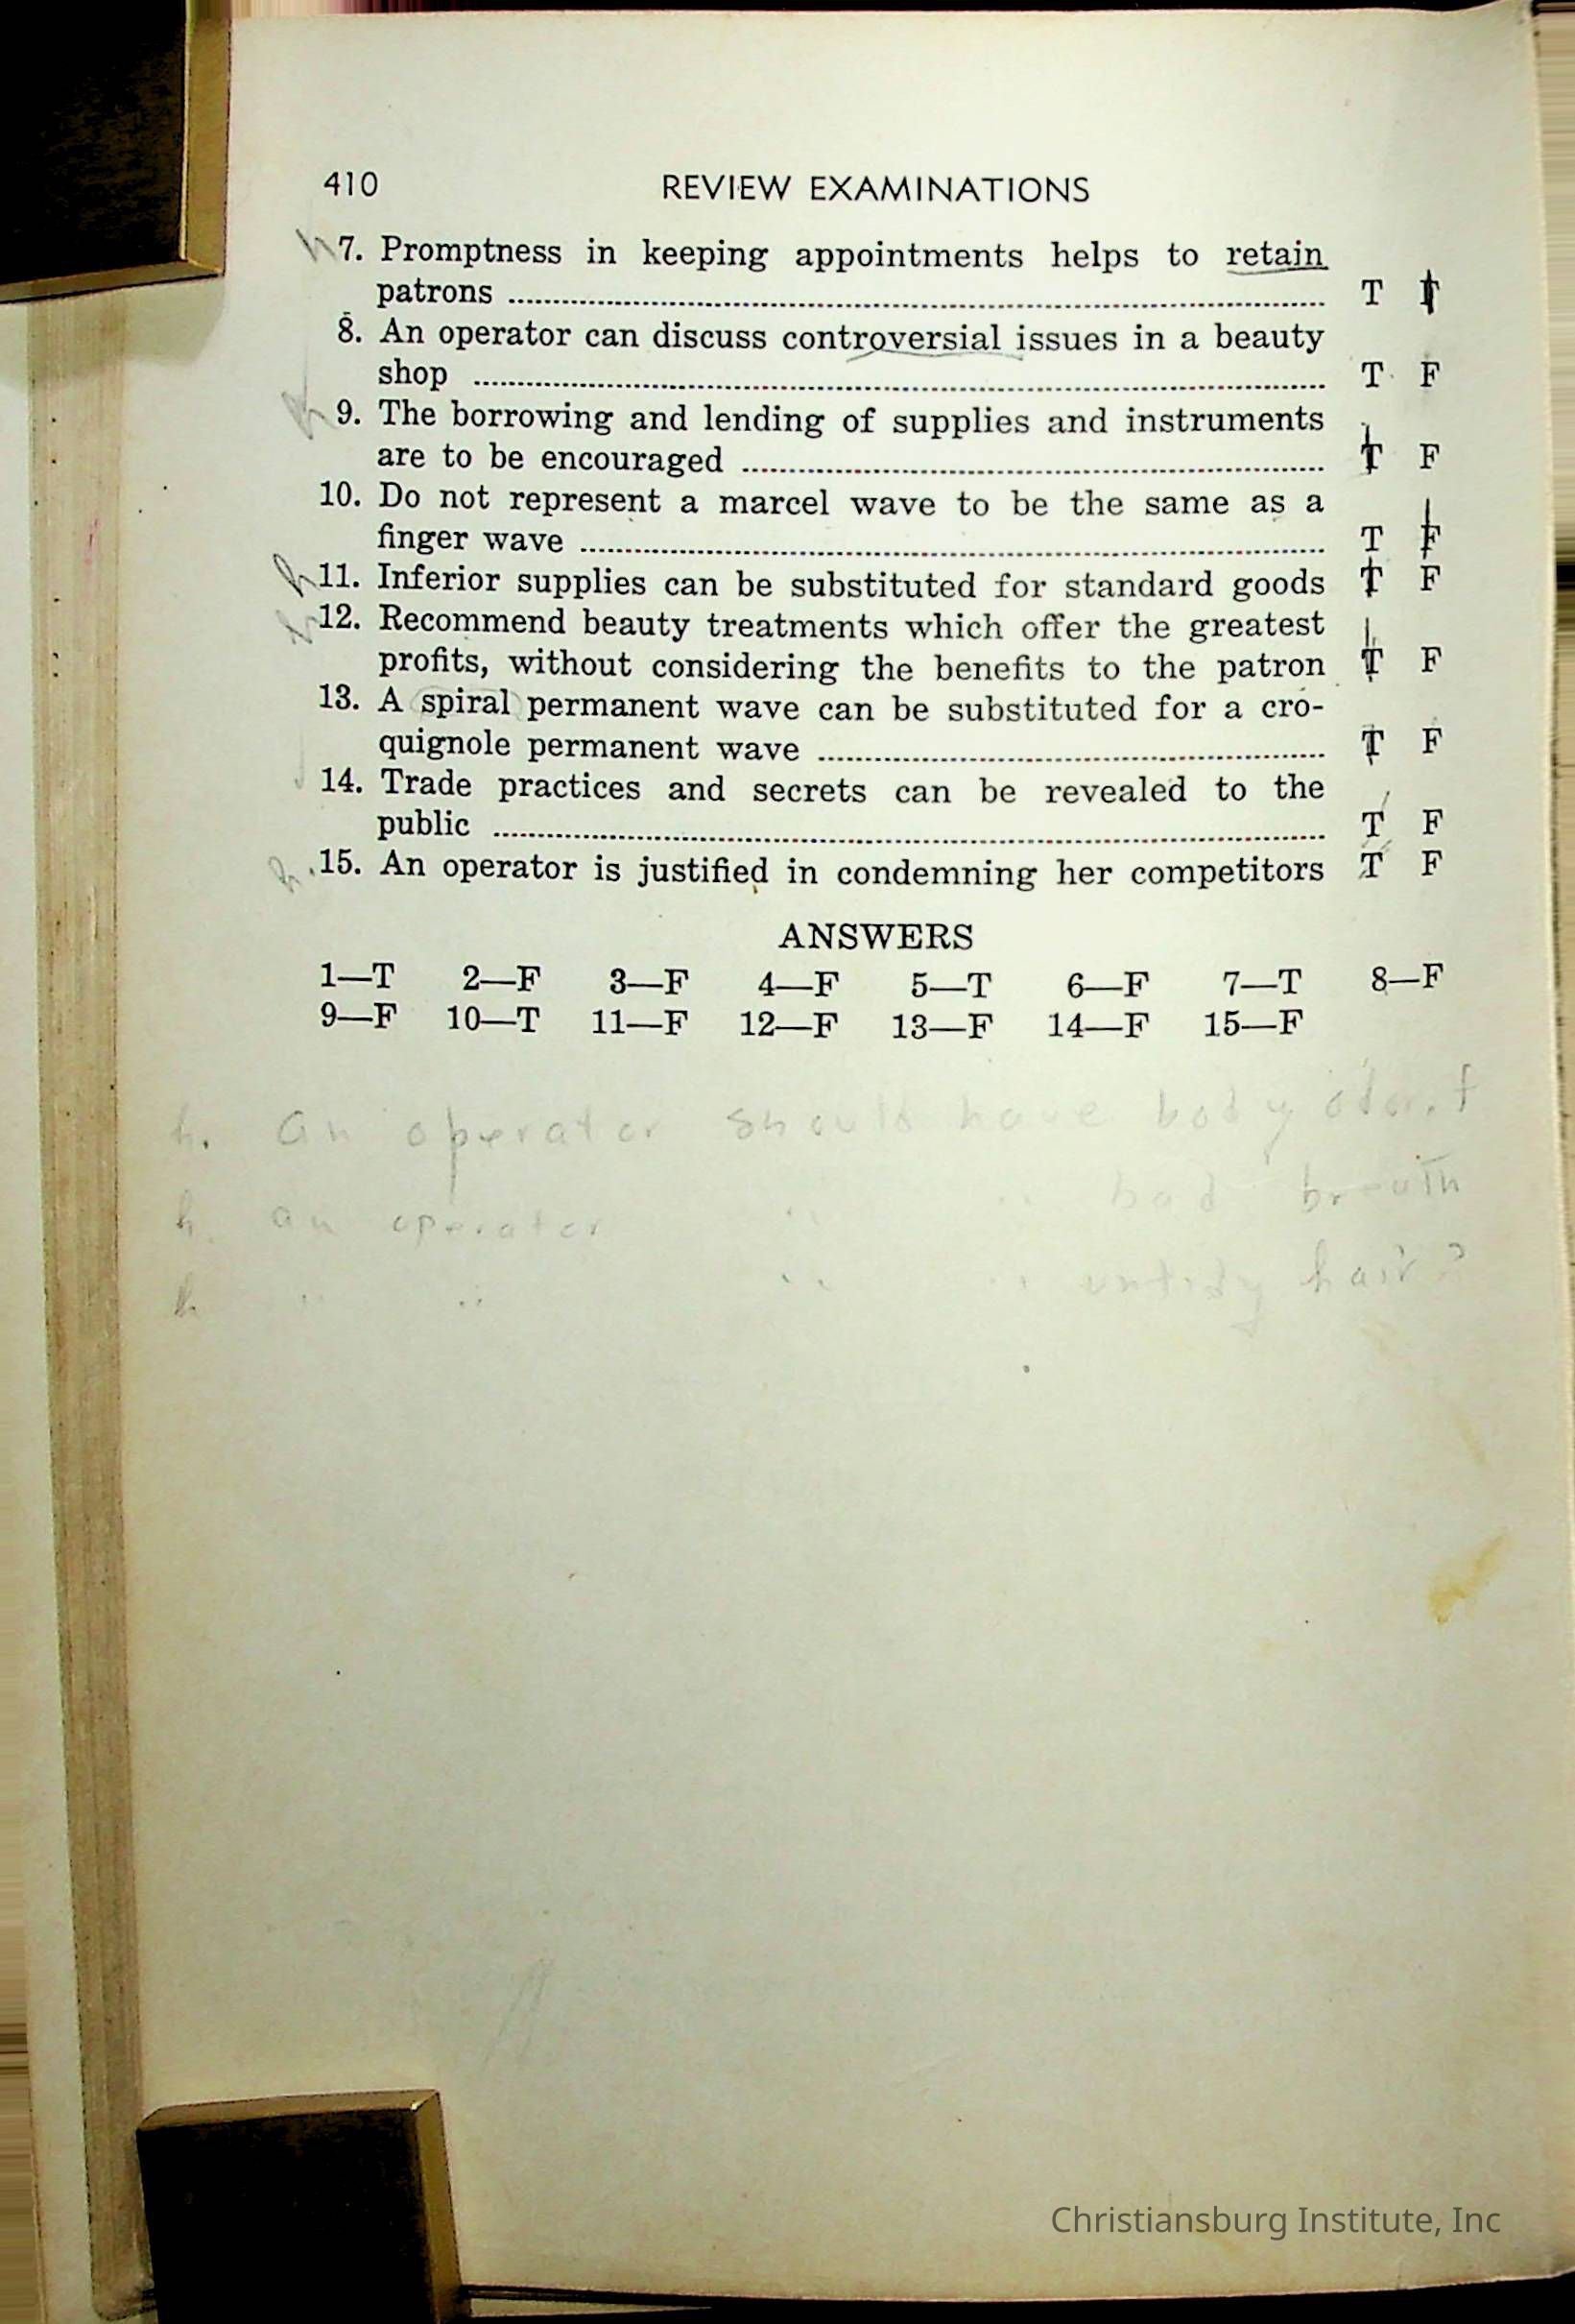 410 REVIEW EXAMINATIONS
7. Promptness in keeping appointments helps to retain
patrons ........ T F
8. An operator can discuss controversial issues in a beauty
shop ........ T F
9. The borrowing and lending of supplies and instruments
are to be encouraged ........ T F
10. Do not represent a marcel wave to be the same as a
finger wave ........ T F
11. Inferior supplies can be substituted for standard goods T F
12. Recommend beauty treatments which offer the greatest
profits, without considering the benefits to the patron T F
13. A spiral permanent wave can be substituted for a cro-
quignole permanent wave ........ T F
14. Trade practices and secrets can be revealed to the
public ........ T F
15. An operator is justified in condemning her competitors T F
ANSWERS
1—T 2—F 3—F 4—F 5—T 6—F 7—T 8—F
9—F 10—T 11—F 12—F 13—F 14—F 15—F
h. An operator should have body odor. f
h. an operator " " bad breath
h " " " " untidy hair?
Christiansburg Institute, Inc